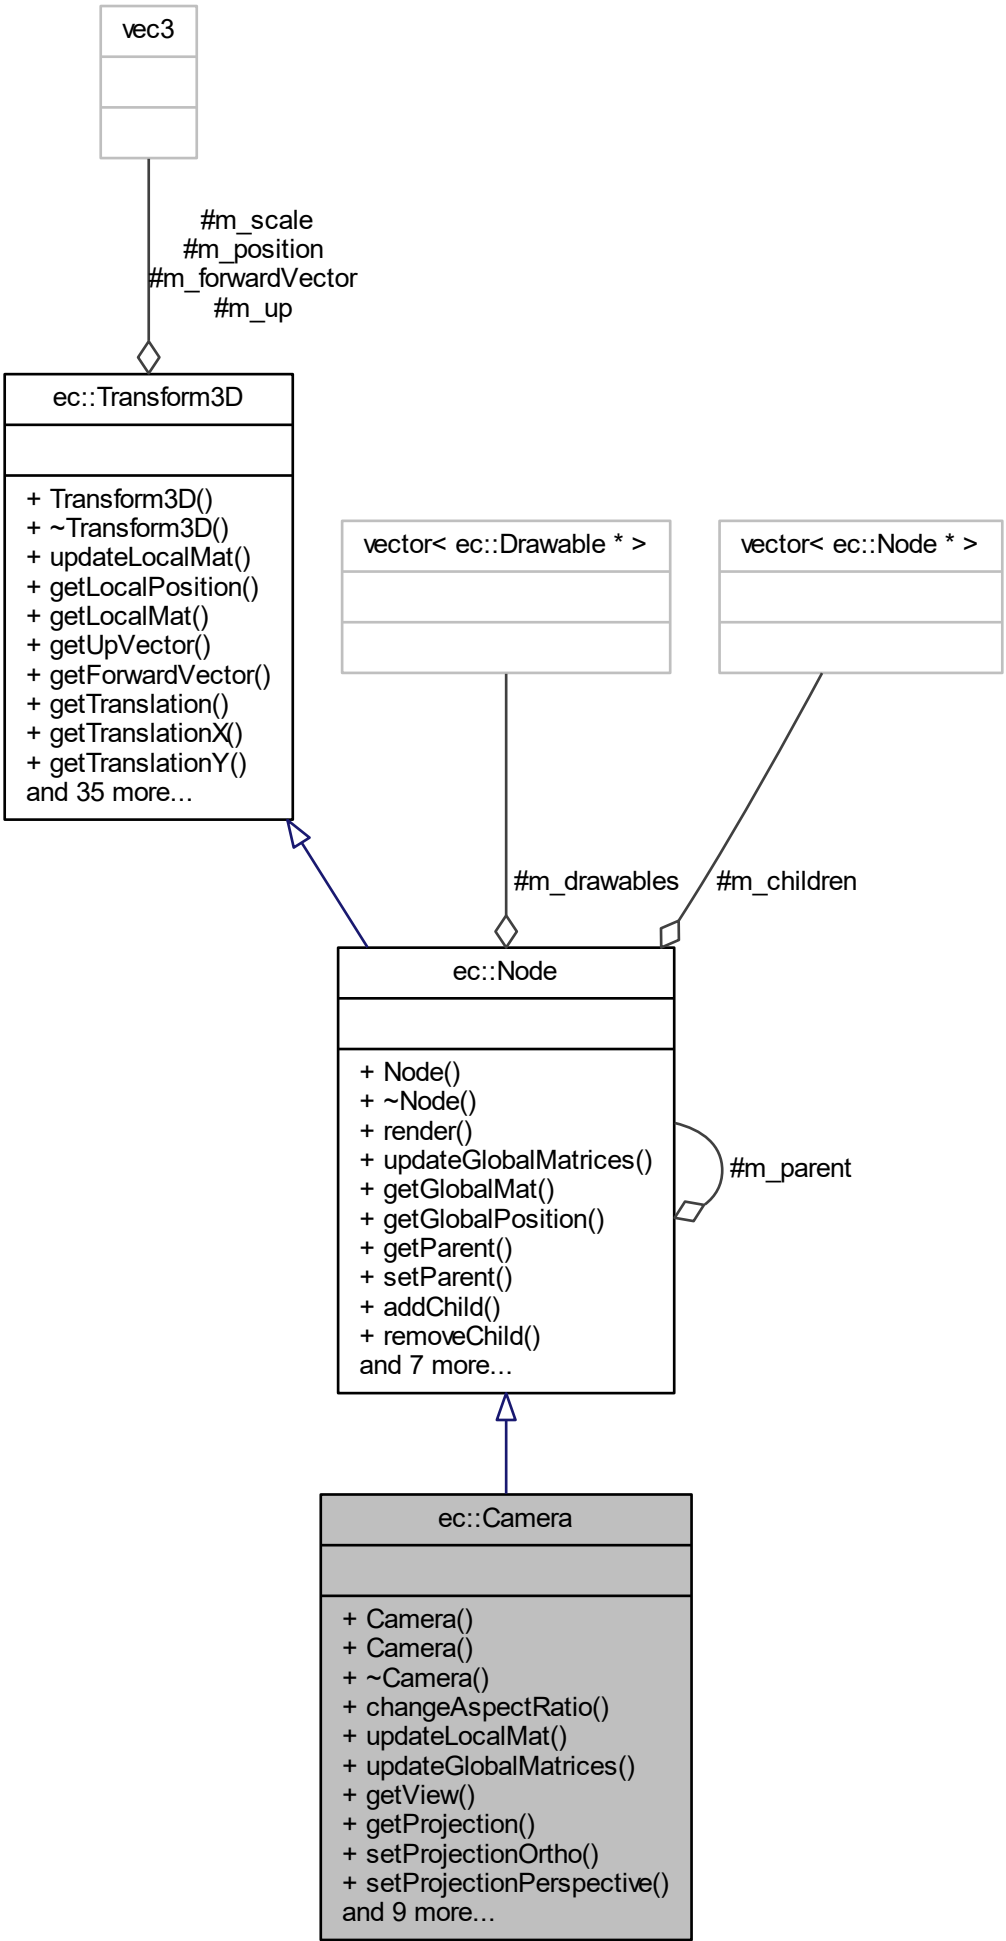 vec3
#m_scale
#m_position
#m_forwardVector
#m_up
ec::Transform3D
+ Transform3D()
+ ~Transform3D()
+ updateLocalMat()
+ getLocalPosition()
+ getLocalMat()
+ getUpVector()
+ getForwardVector()
+ getTranslation()
+ getTranslationX()
+ getTranslationY()
and 35 more...
vector< ec::Drawable * >
vector< ec::Node * >
#m_drawables
#m_children
ec::Node
+ Node()
+ ~Node()
+ render()
+ updateGlobalMatrices()
+ getGlobalMat()
+ getGlobalPosition()
+ getParent()
+ setParent()
+ addChild()
+ removeChild()
and 7 more...
#m_parent
ec::Camera
+ Camera()
+ Camera()
+ ~Camera()
+ changeAspectRatio()
+ updateLocalMat()
+ updateGlobalMatrices()
+ getView()
+ getProjection()
+ setProjectionOrtho()
+ setProjectionPerspective()
and 9 more...